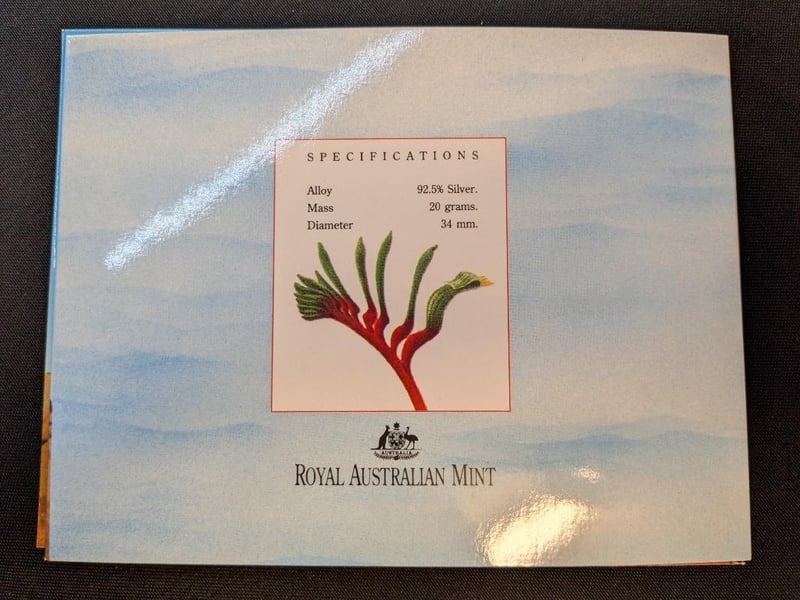 SPECIFICATIONS
Alloy 92.5% Silver.
Mass 20 grams.
Diameter 34 mm.
AUSTRALIA
ROYAL AUSTRALIAN MINT